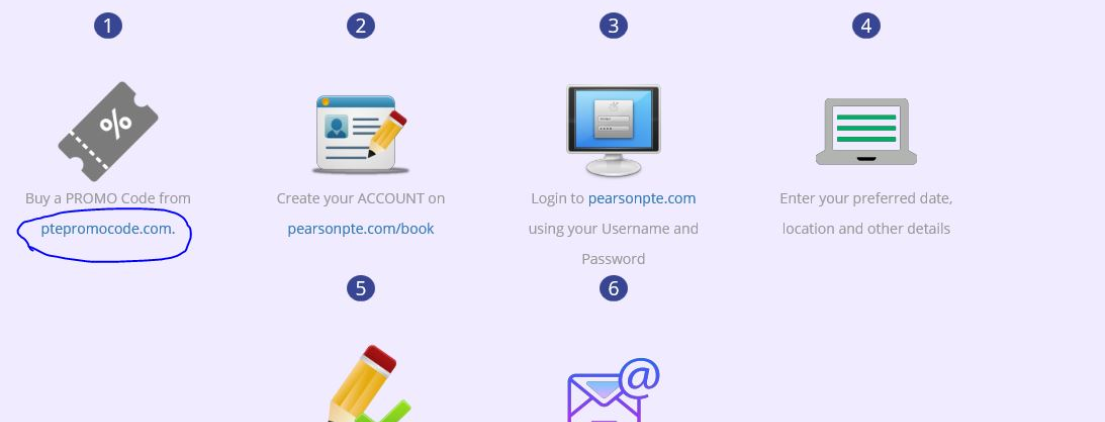 1
2
3
4
%
Buy a PROMO Code from
ptepromocode.com.
Create your ACCOUNT on
pearsonpte.com/book
Login to pearsonpte.com
using your Username and
Password
Enter your preferred date,
location and other details
5
6
@